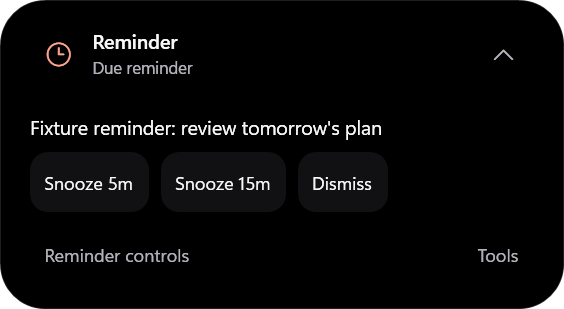 Reminder
Due reminder
Fixture reminder: review tomorrow's plan
Snooze 5m Snooze 15m Dismiss
Reminder controls Tools